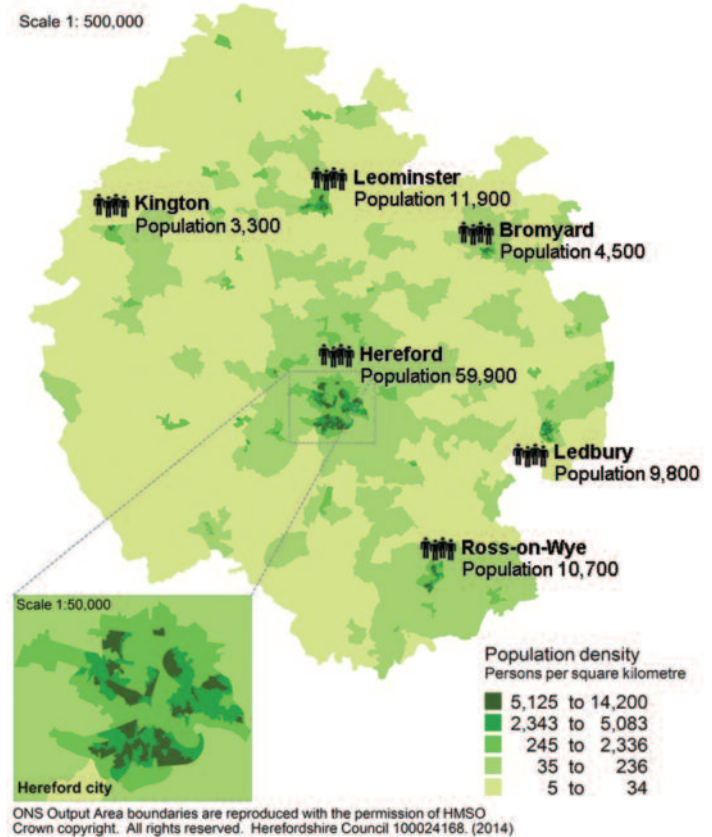 Scale 1: 500,000
Leominster
Population 11,900
Kington
Population 3,300
Bromyard
Population 4,500
Hereford
Population 59,900
Ledbury
Population 9,800
Ross-on-Wye
Population 10,700
Scale 1:50,000
Hereford city
Population density
Persons per square kilometre
5,125 to 14,200
2,343 to 5,083
245 to 2,336
35 to 236
5 to 34
ONS Output Area boundaries are reproduced with the permission of HMSO
Crown copyright. All rights reserved. Herefordshire Council 100024168. (2014)